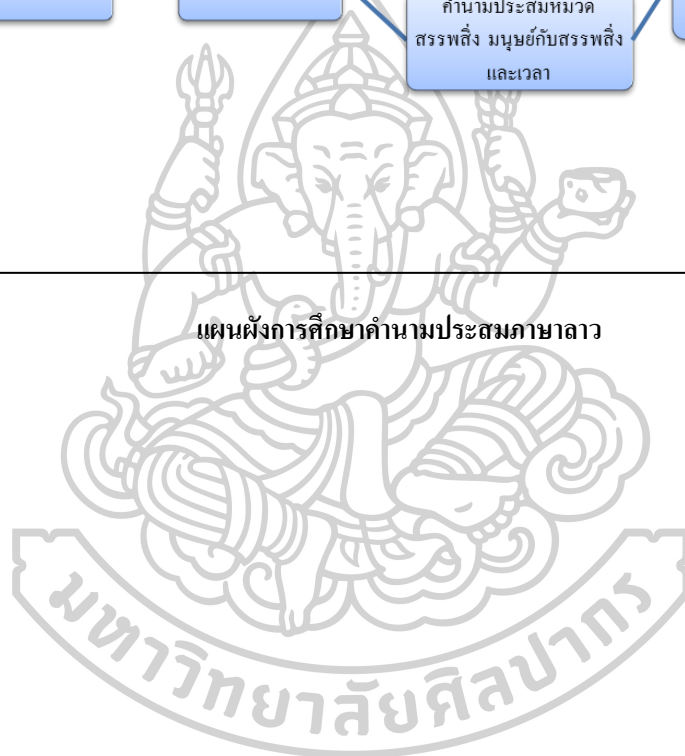 คำนามประสมหมวด
สรรพสิ่ง มนุษย์กับสรรพสิ่ง
และเวลา
แผนผังการศึกษาคำนามประสมภาษาลาว
มหาวิทยาลัยศิลปากร